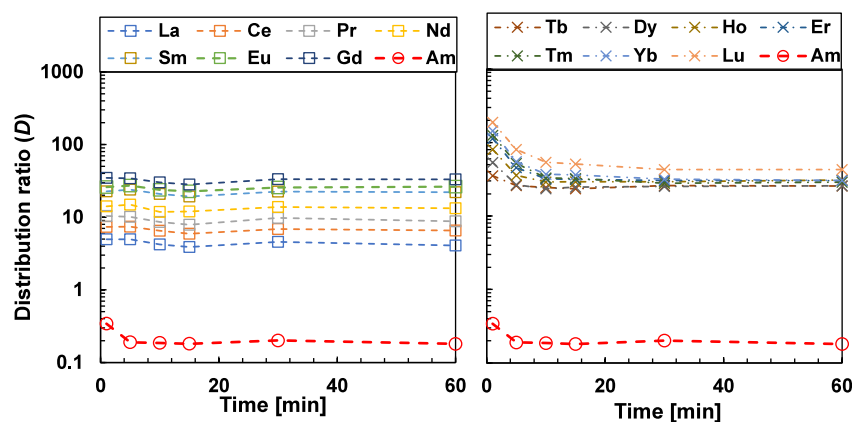 La Ce Pr Nd
Sm Eu Gd Am
Tb Dy Ho Er
Tm Yb Lu Am
Distribution ratio (D)
1000
100
10
1
0.1
0 20 40 60
Time [min]
0 20 40 60
Time [min]